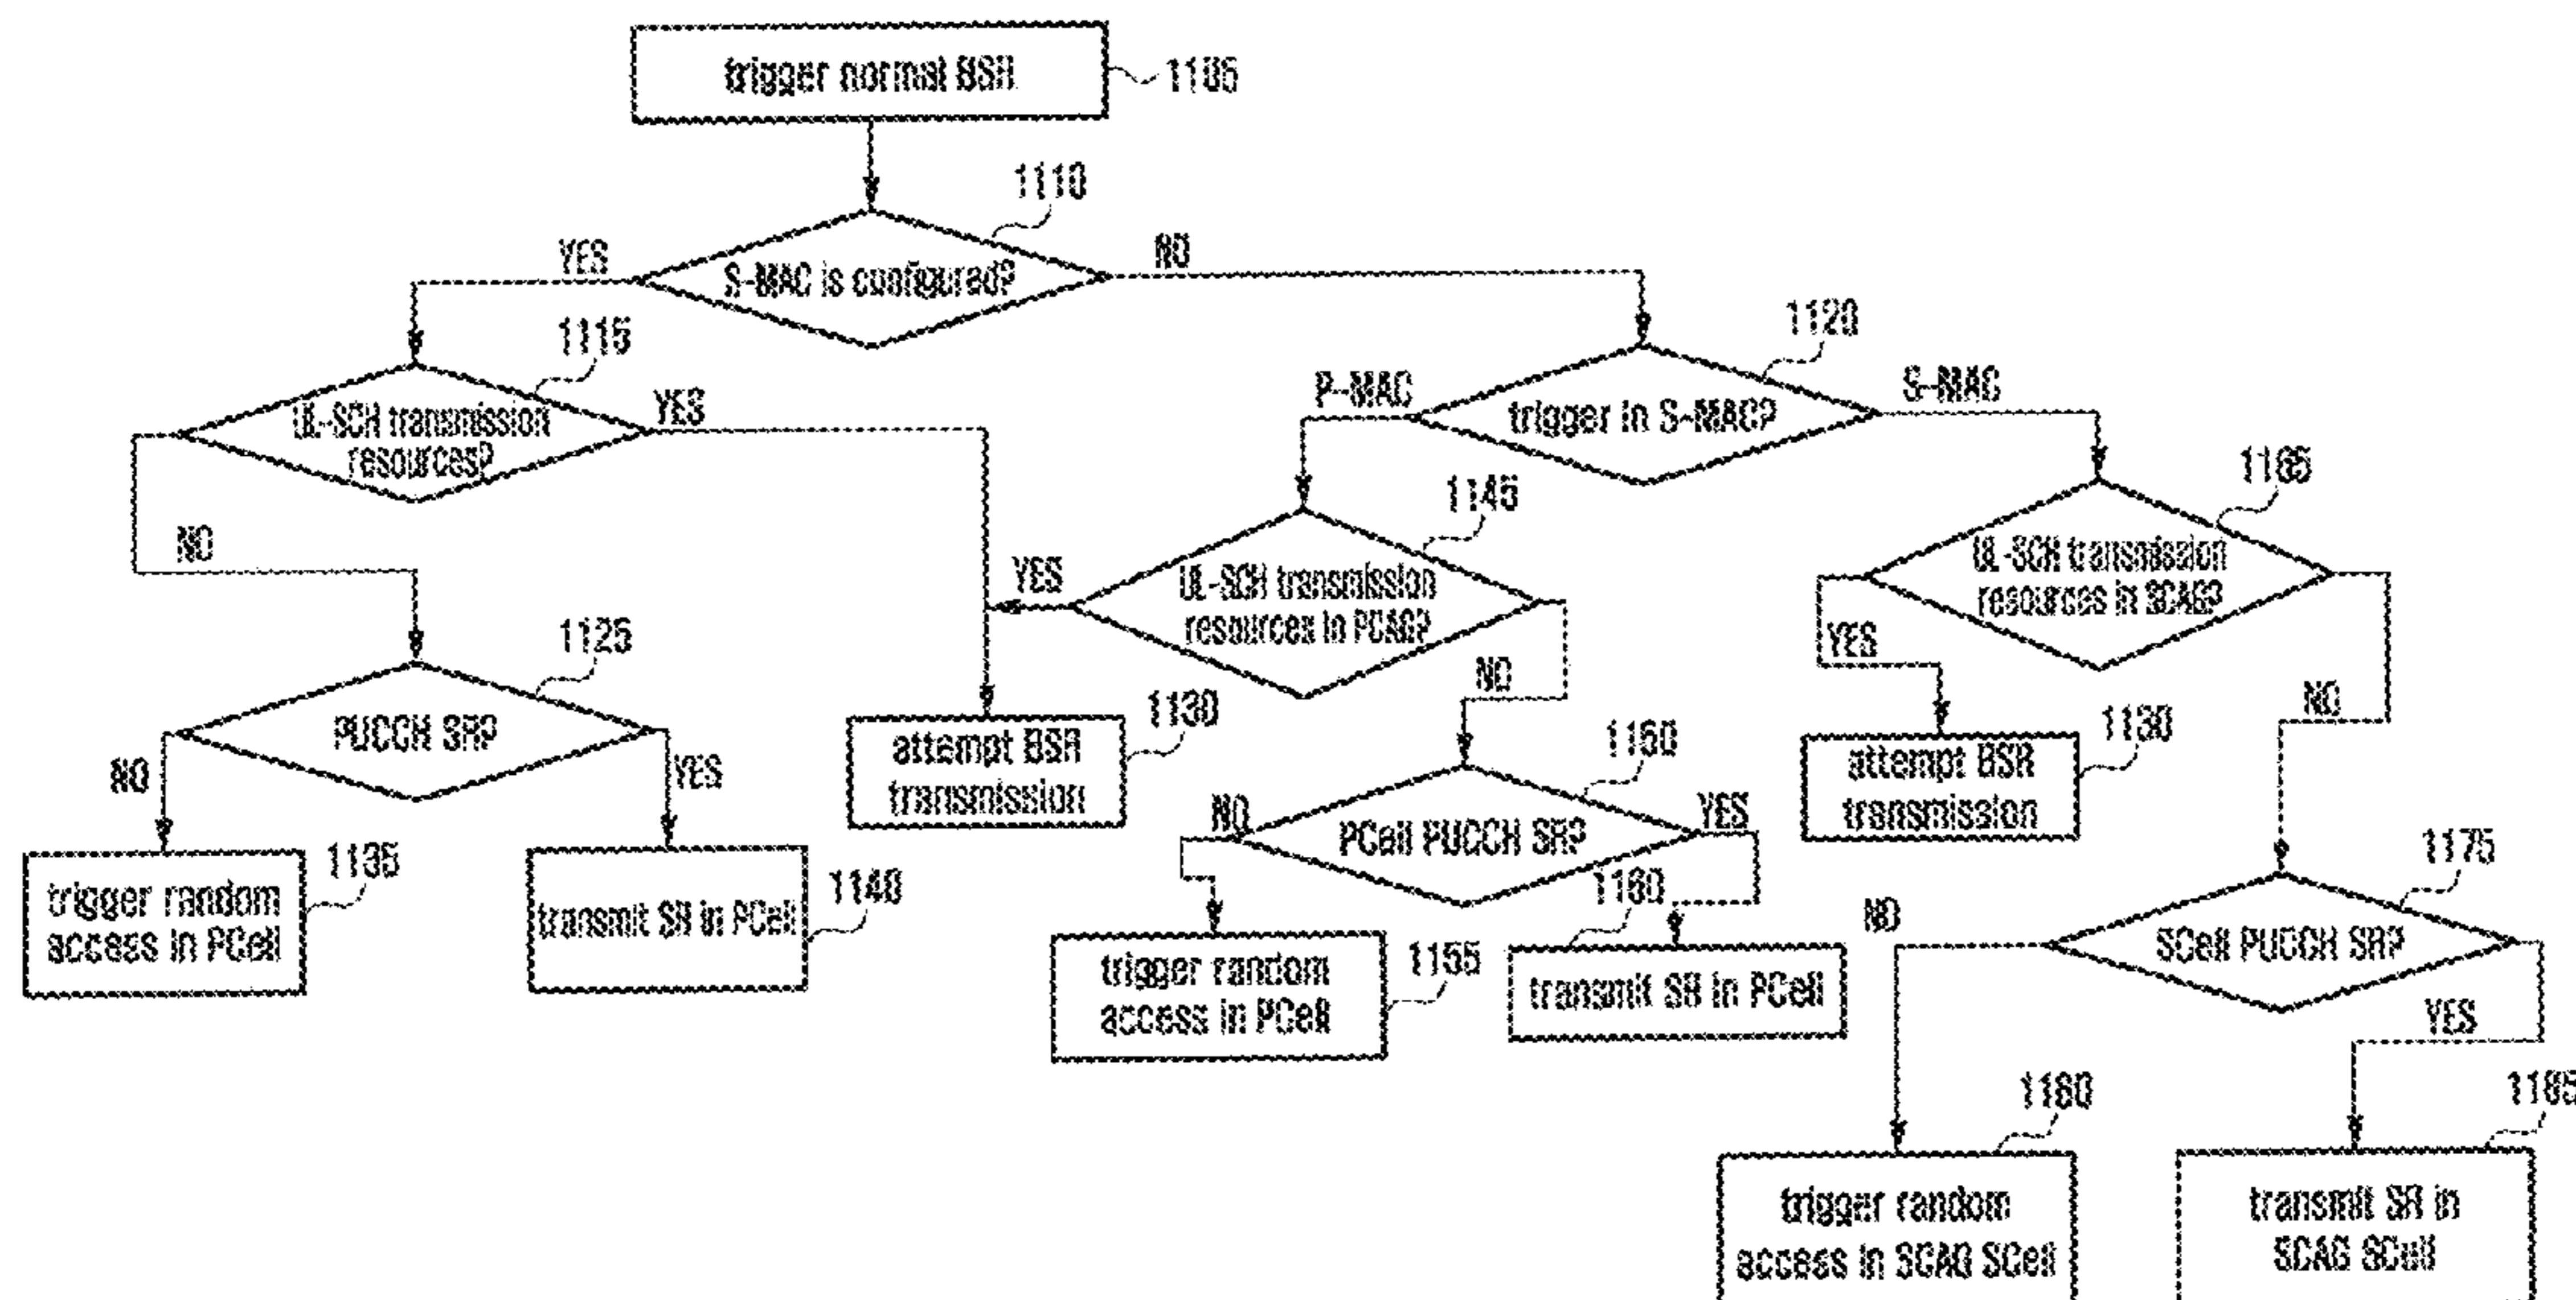 trigger normal BSR
1105
1110
S-MAC is configured?
YES
NO
1115
UL-SCH transmission
resources?
YES
NO
1120
trigger in S-MAC?
P-MAC
S-MAC
1145
UL-SCH transmission
resources in PCAG?
YES
NO
1165
UL-SCH transmission
resources in SCAG?
YES
NO
1125
PUCCH SR?
NO
YES
1130
attempt BSR
transmission
1150
PCell PUCCH SR?
NO
YES
1130
attempt BSR
transmission
1135
trigger random
access in PCell
1140
transmit SR in PCell
1155
trigger random
access in PCell
1160
transmit SR in PCell
1175
SCell PUCCH SR?
NO
YES
1180
trigger random
access in SCAG SCell
1185
transmit SR in
SCAG SCell